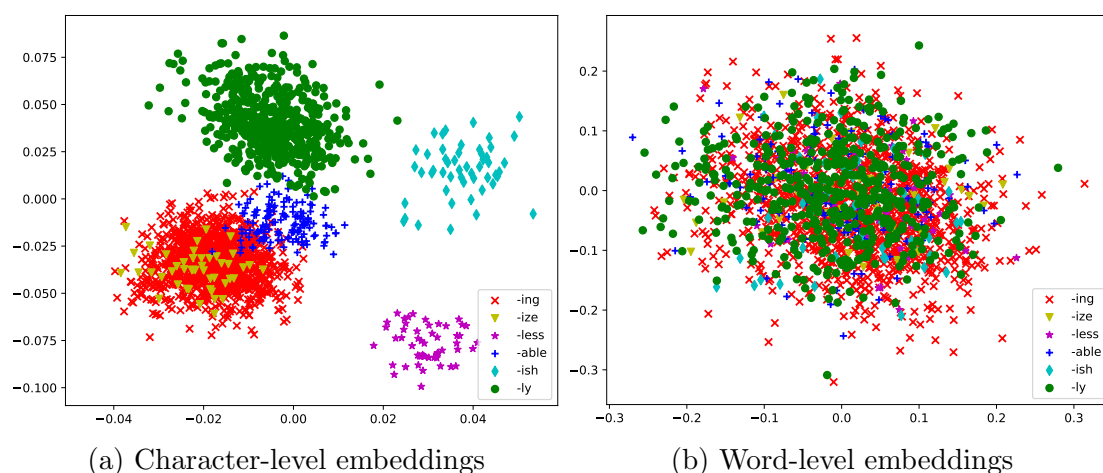 0.075
0.050
0.025
0.000
−0.025
−0.050
−0.075
−0.100
−0.04
−0.02
0.00
0.02
0.04
-ing
-ize
-less
-able
-ish
-ly
(a) Character-level embeddings
0.2
0.1
0.0
−0.1
−0.2
−0.3
−0.3
−0.2
−0.1
0.0
0.1
0.2
0.3
-ing
-ize
-less
-able
-ish
-ly
(b) Word-level embeddings